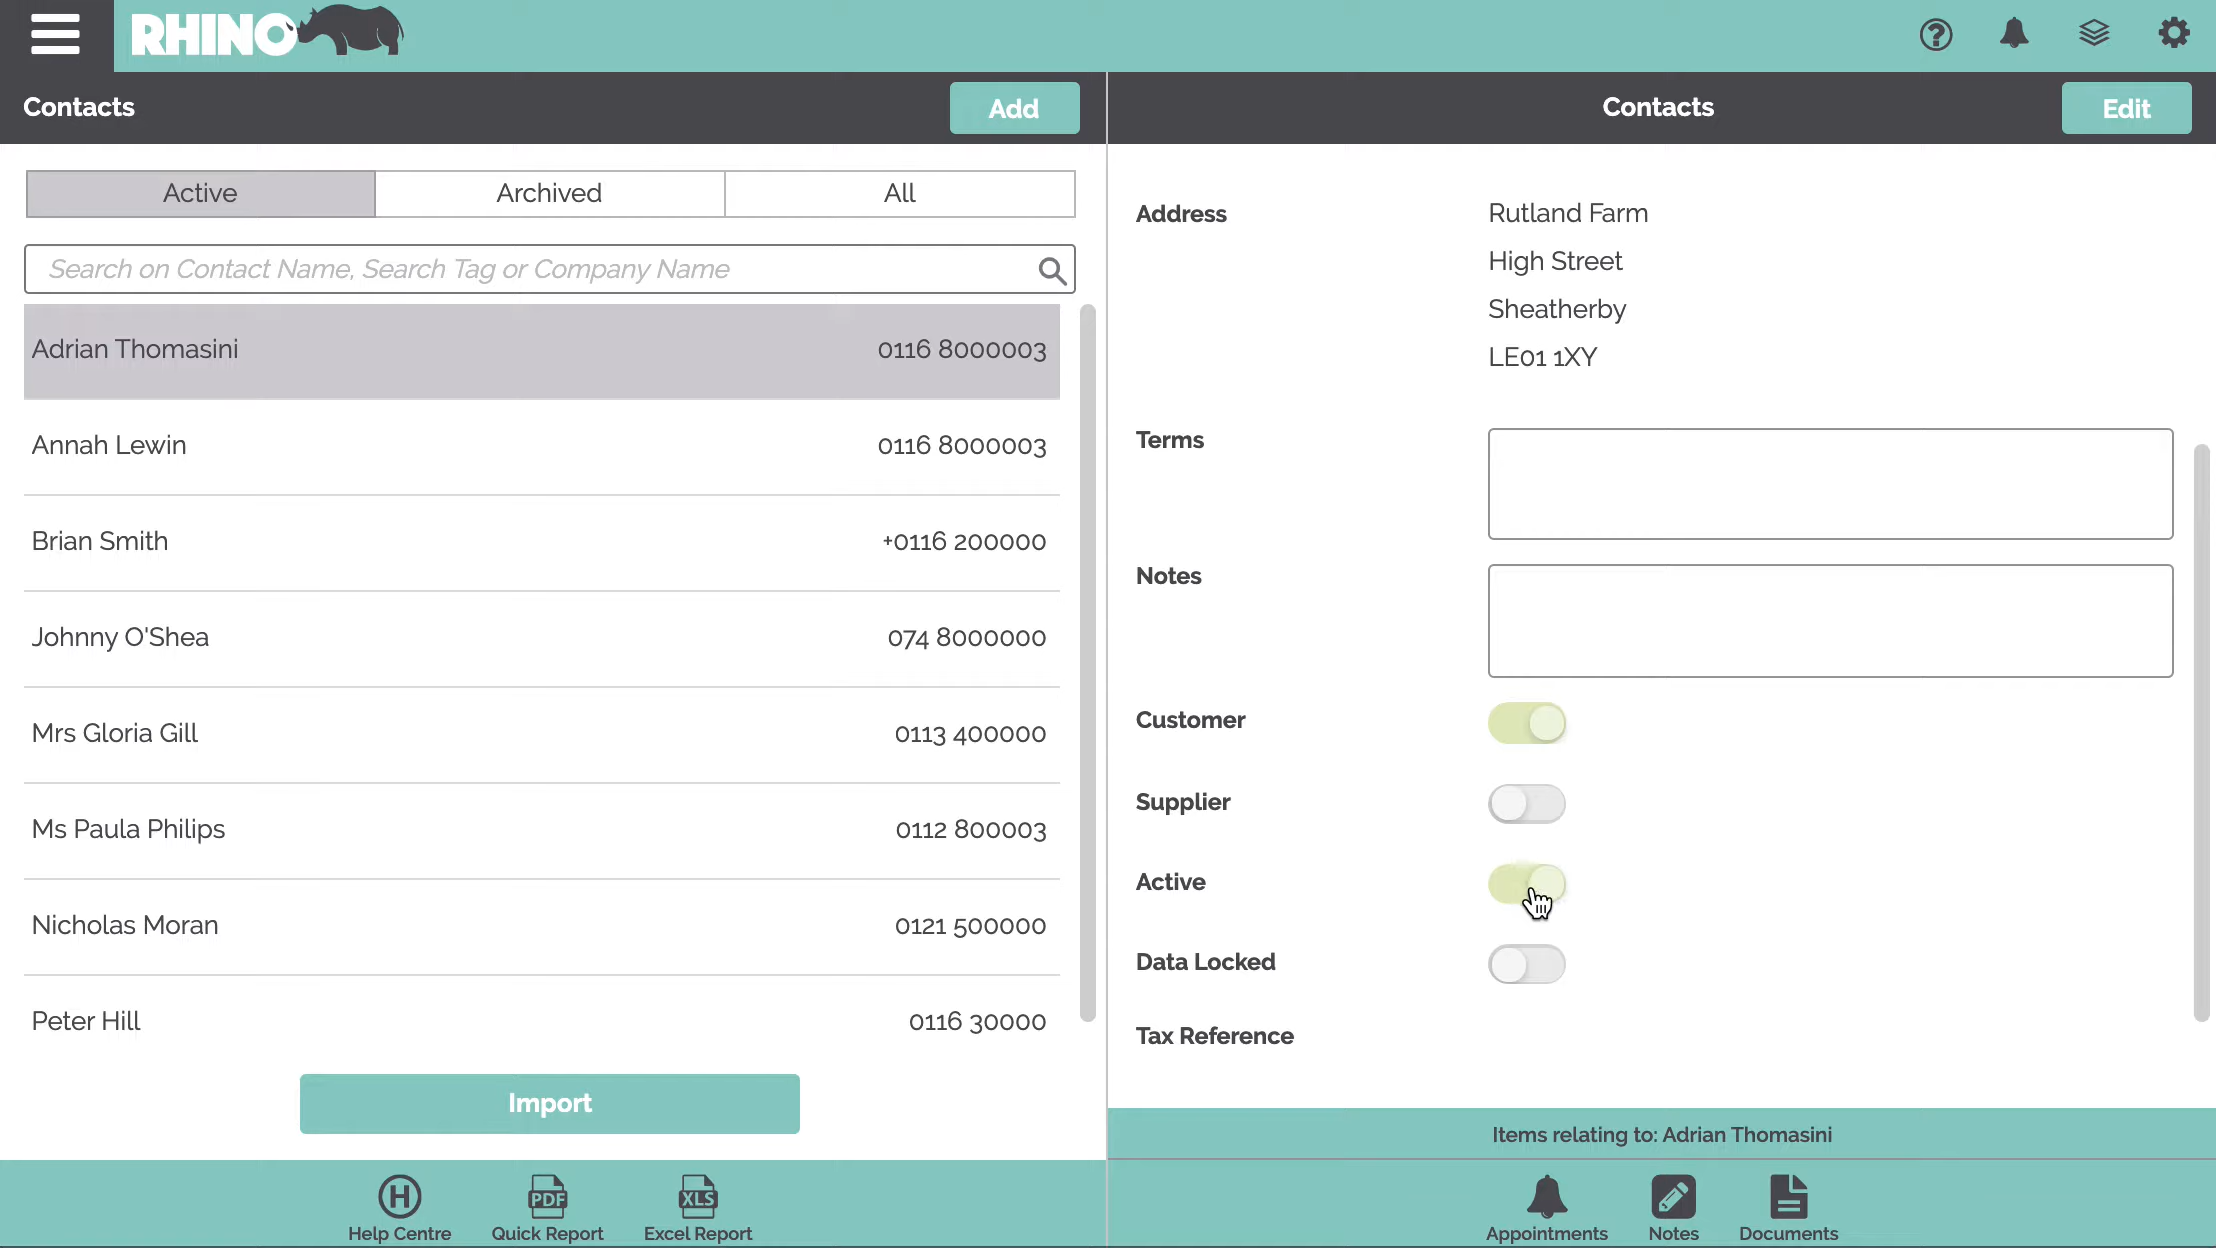 RHINO
Contacts
Add
Active
Archived
All
Search on Contact Name, Search Tag or Company Name
Adrian Thomasini 0116 8000003
Annah Lewin 0116 8000003
Brian Smith +0116 200000
Johnny O'Shea 074 8000000
Mrs Gloria Gill 0113 400000
Ms Paula Philips 0112 800003
Nicholas Moran 0121 500000
Peter Hill 0116 30000
Import
H
Help Centre
PDF
Quick Report
XLS
Excel Report
Contacts
Edit
Address
Rutland Farm
High Street
Sheatherby
LE01 1XY
Terms
Notes
Customer
Supplier
Active
Data Locked
Tax Reference
Items relating to: Adrian Thomasini
Appointments
Notes
Documents